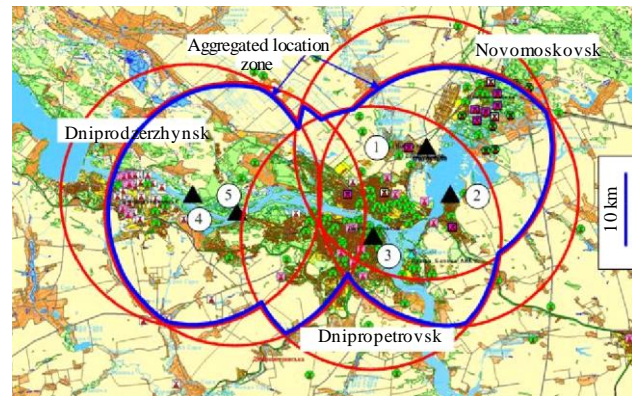 Aggregated location
zone
Novomoskovsk
Dniprodzerzhynsk
1
2
3
4
5
10 km
Dnipropetrovsk